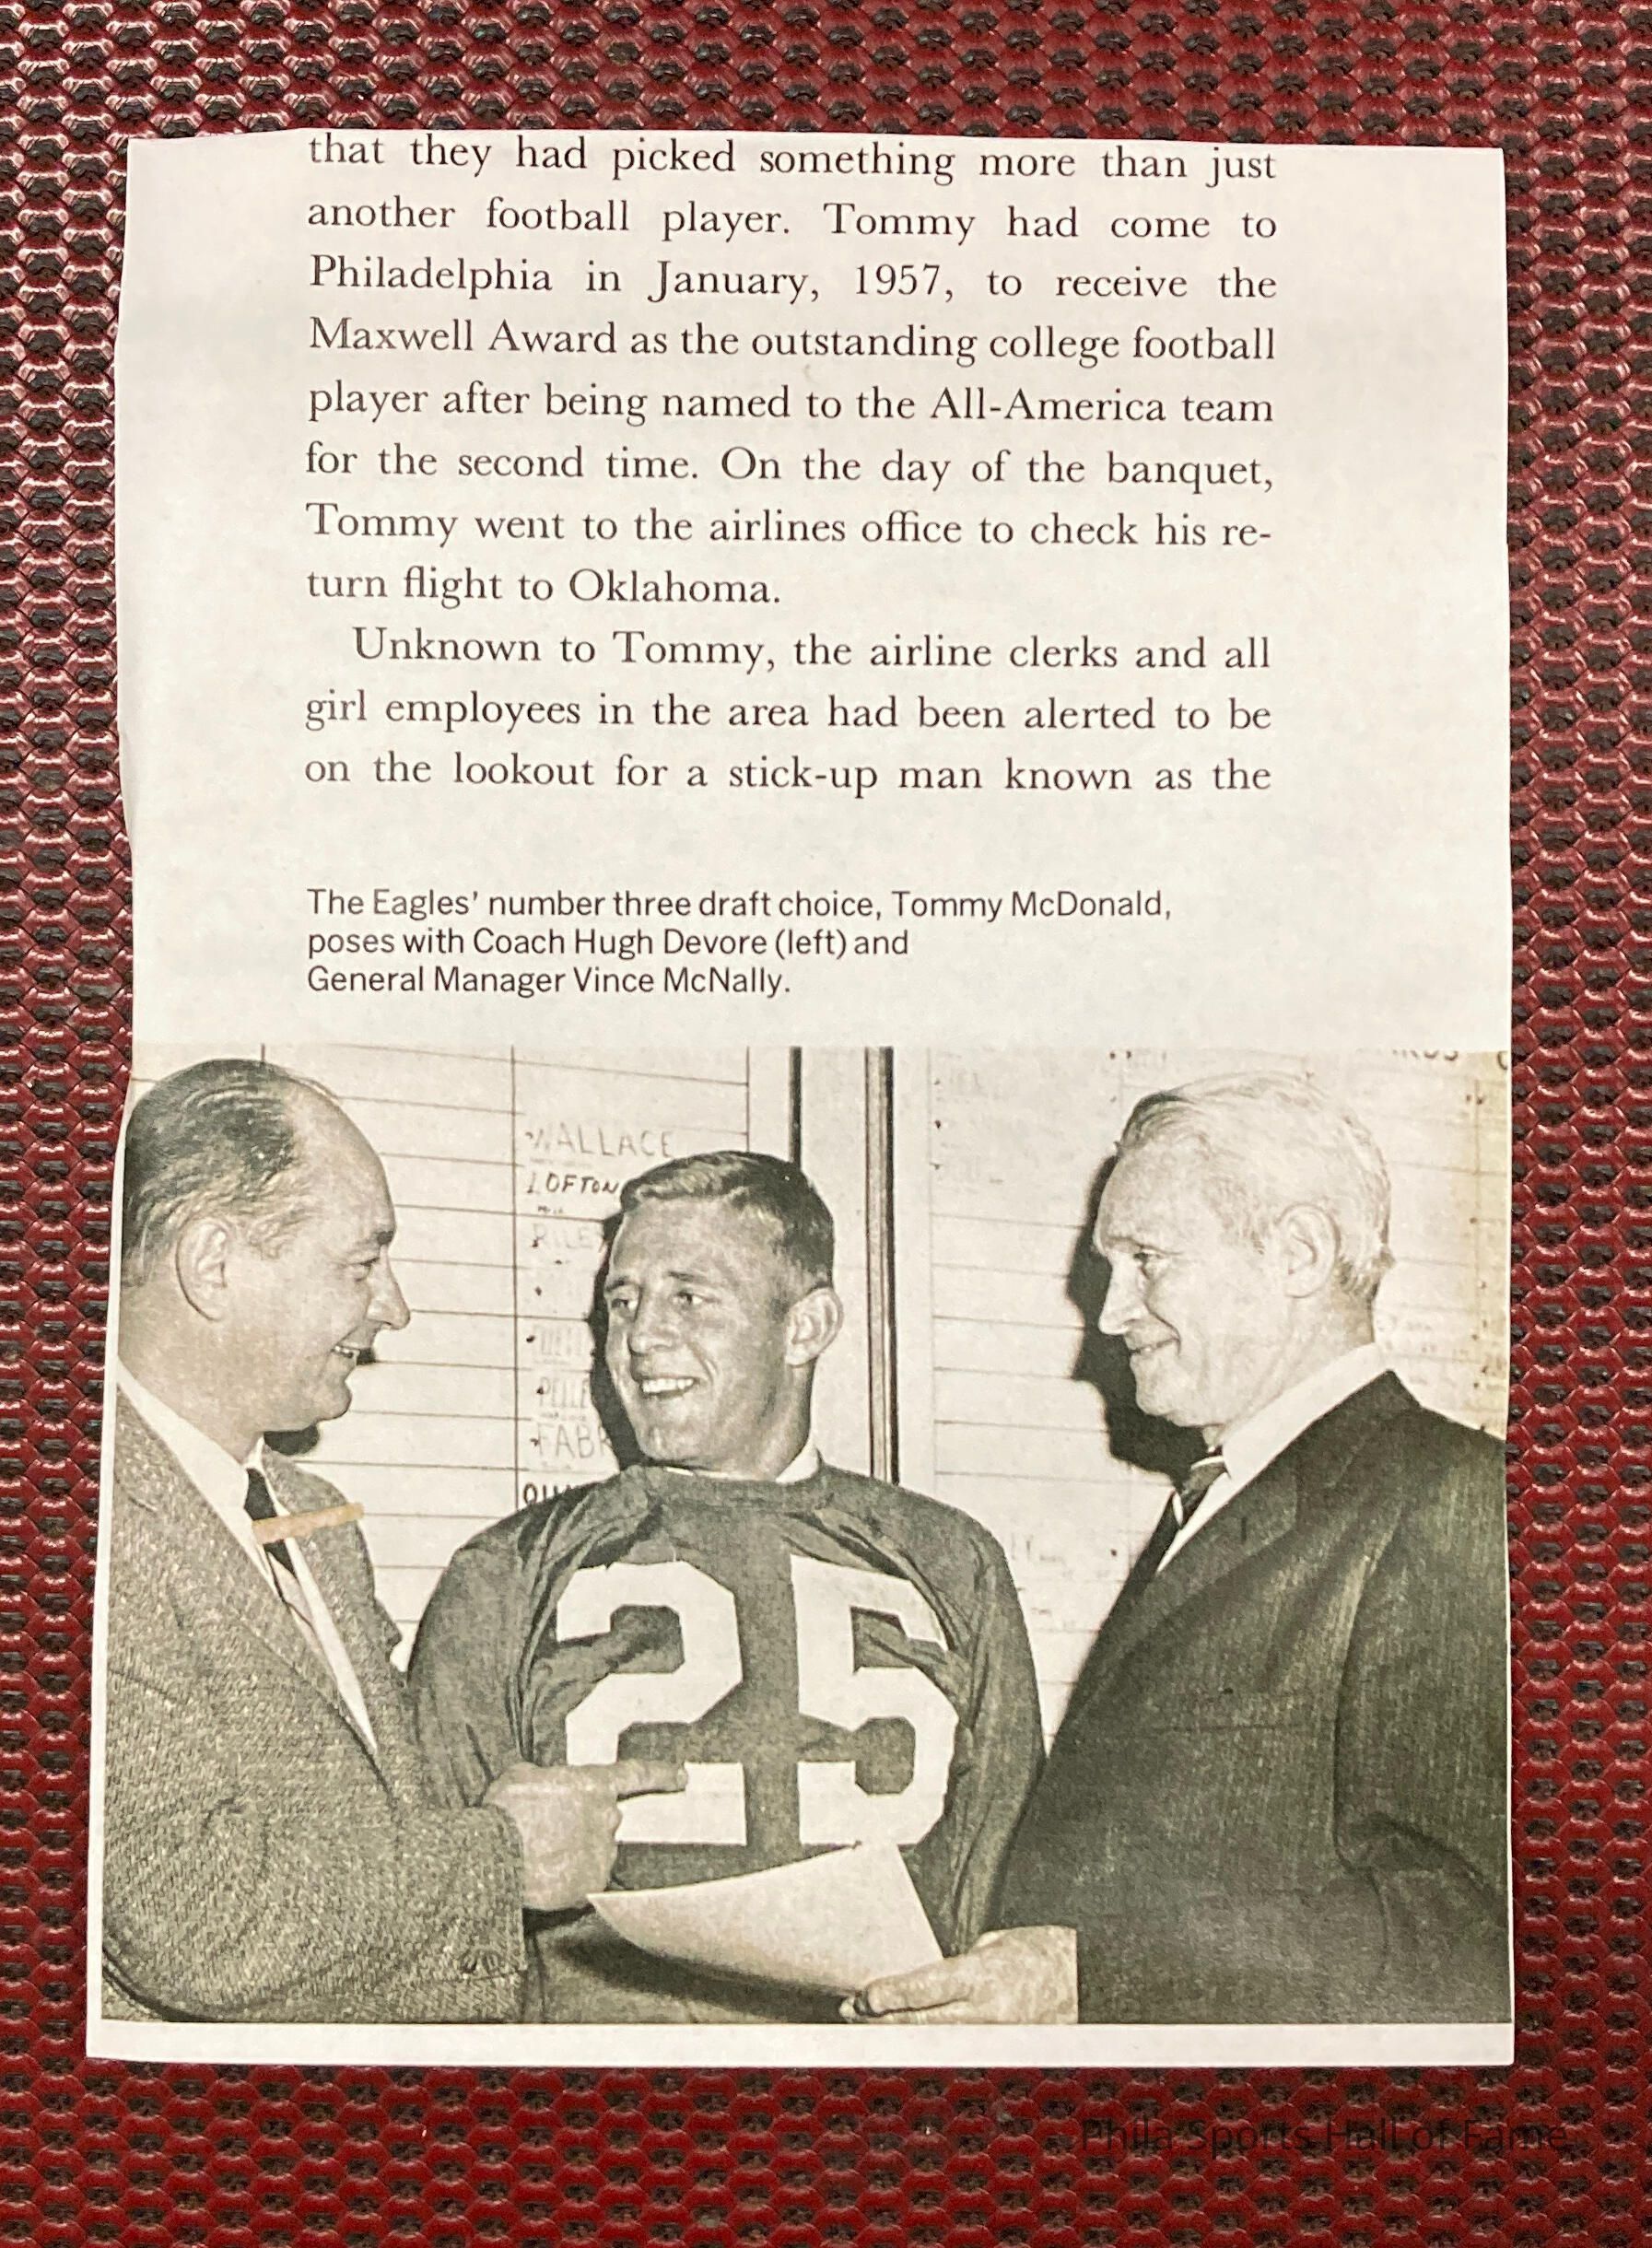 that they had picked something more than just
another football player. Tommy had come to
Philadelphia in January, 1957, to receive the
Maxwell Award as the outstanding college football
player after being named to the All-America team
for the second time. On the day of the banquet,
Tommy went to the airlines office to check his re-
turn flight to Oklahoma.
Unknown to Tommy, the airline clerks and all
girl employees in the area had been alerted to be
on the lookout for a stick-up man known as the
The Eagles' number three draft choice, Tommy McDonald,
poses with Coach Hugh Devore (left) and
General Manager Vince McNally.
WALLACE
LOFTON
25
Phila Sports Hall of Fame